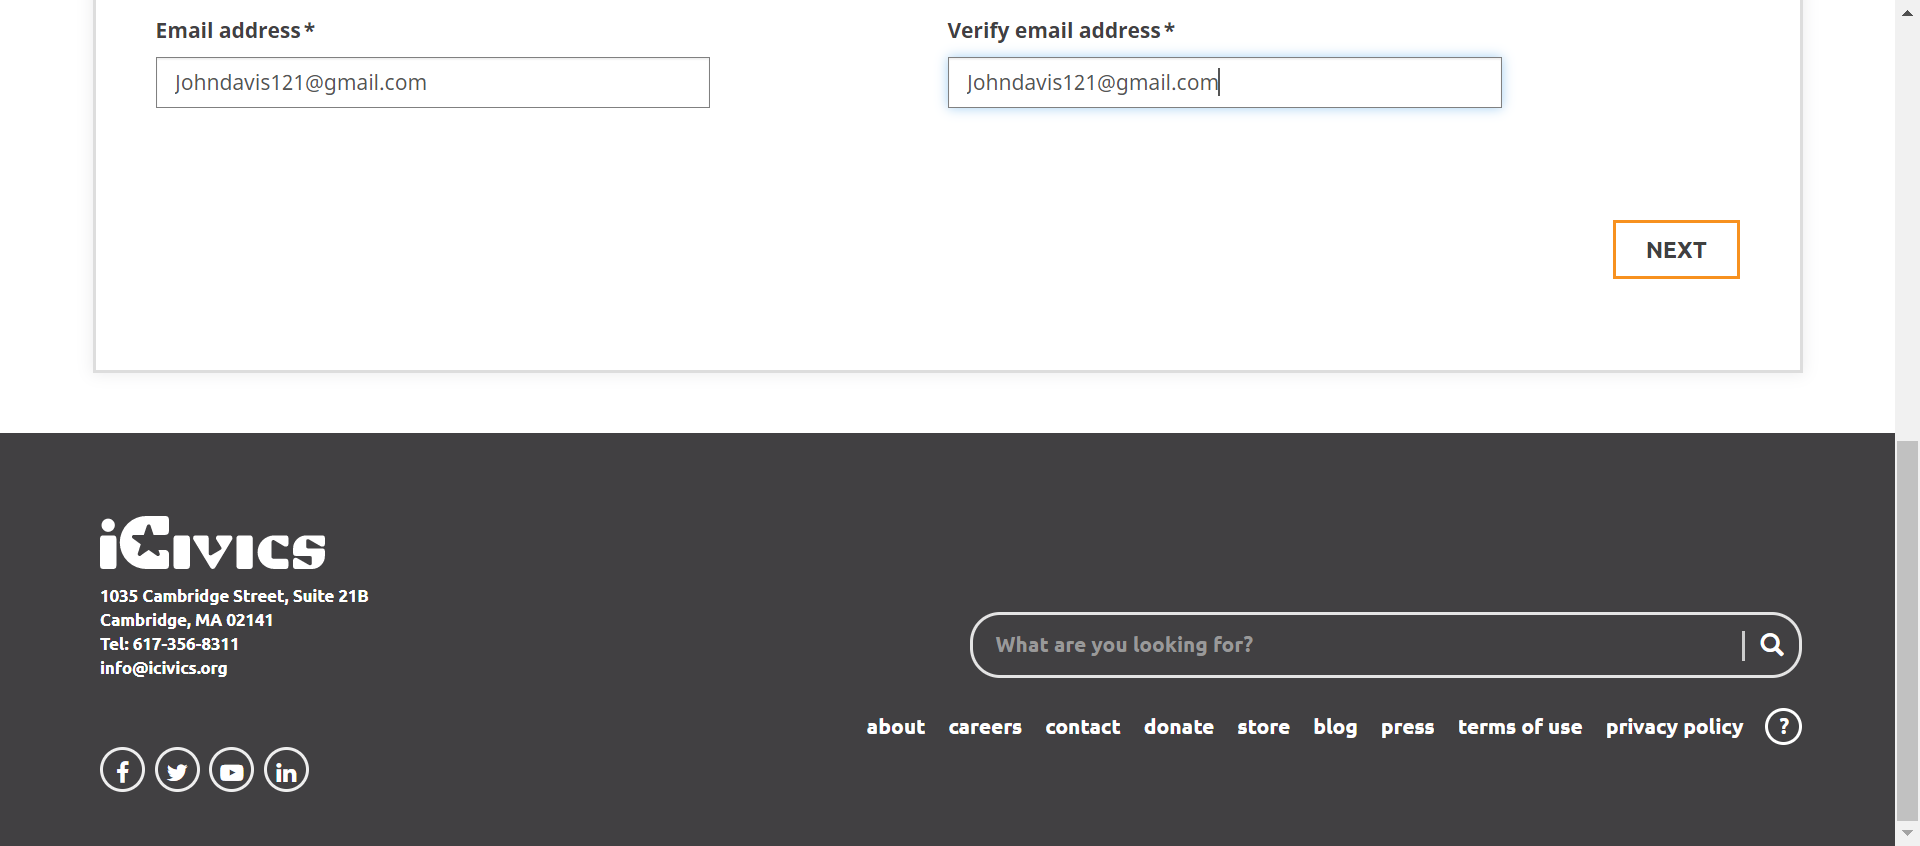 Email address*
Verify email address*
Johndavis121@gmail.com
Johndavis121@gmail.com
NEXT
iCivics
1035 Cambridge Street, Suite 21B
Cambridge, MA 02141
Tel: 617-356-8311
info@icivics.org
What are you looking for?
about careers contact donate store blog press terms of use privacy policy ?